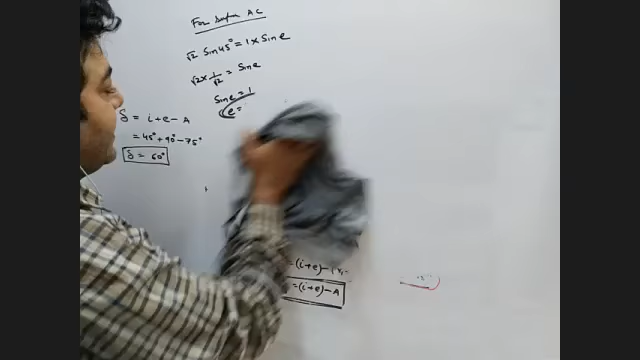 For surface AC
√2 Sin45° = 1 × Sin e
√2 × 1/√2 = Sin e
Sin e = 1
e =
δ = i + e − A
= 45° + 90° − 75°
δ = 60°
(i+e) −
= (i+e) − A